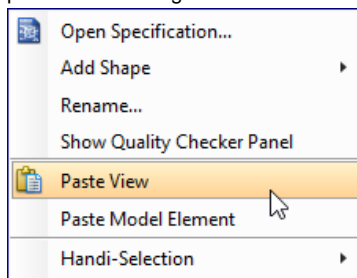 Open Specification...
Add Shape
Rename...
Show Quality Checker Panel
Paste View
Paste Model Element
Handi-Selection